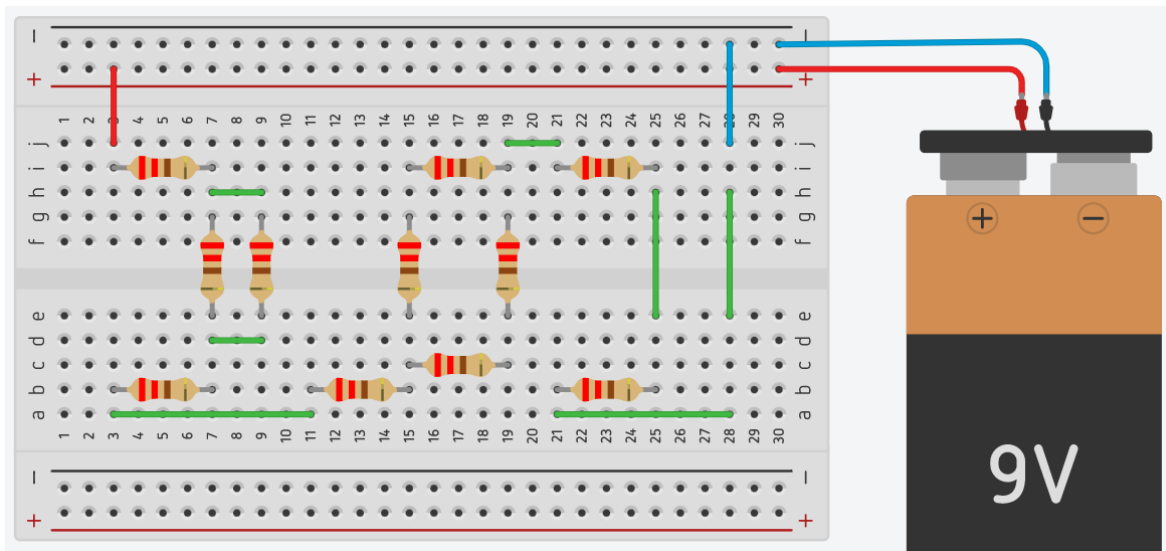 − −
+ +
1 2 3 4 5 6 7 8 9 10 11 12 13 14 15 16 17 18 19 20 21 22 23 24 25 26 27 28 29 30
j j
i i
h h
g g
f f
e e
d d
c c
b b
a a
1 2 3 4 5 6 7 8 9 10 11 12 13 14 15 16 17 18 19 20 21 22 23 24 25 26 27 28 29 30
− −
+ +
+ −
9V